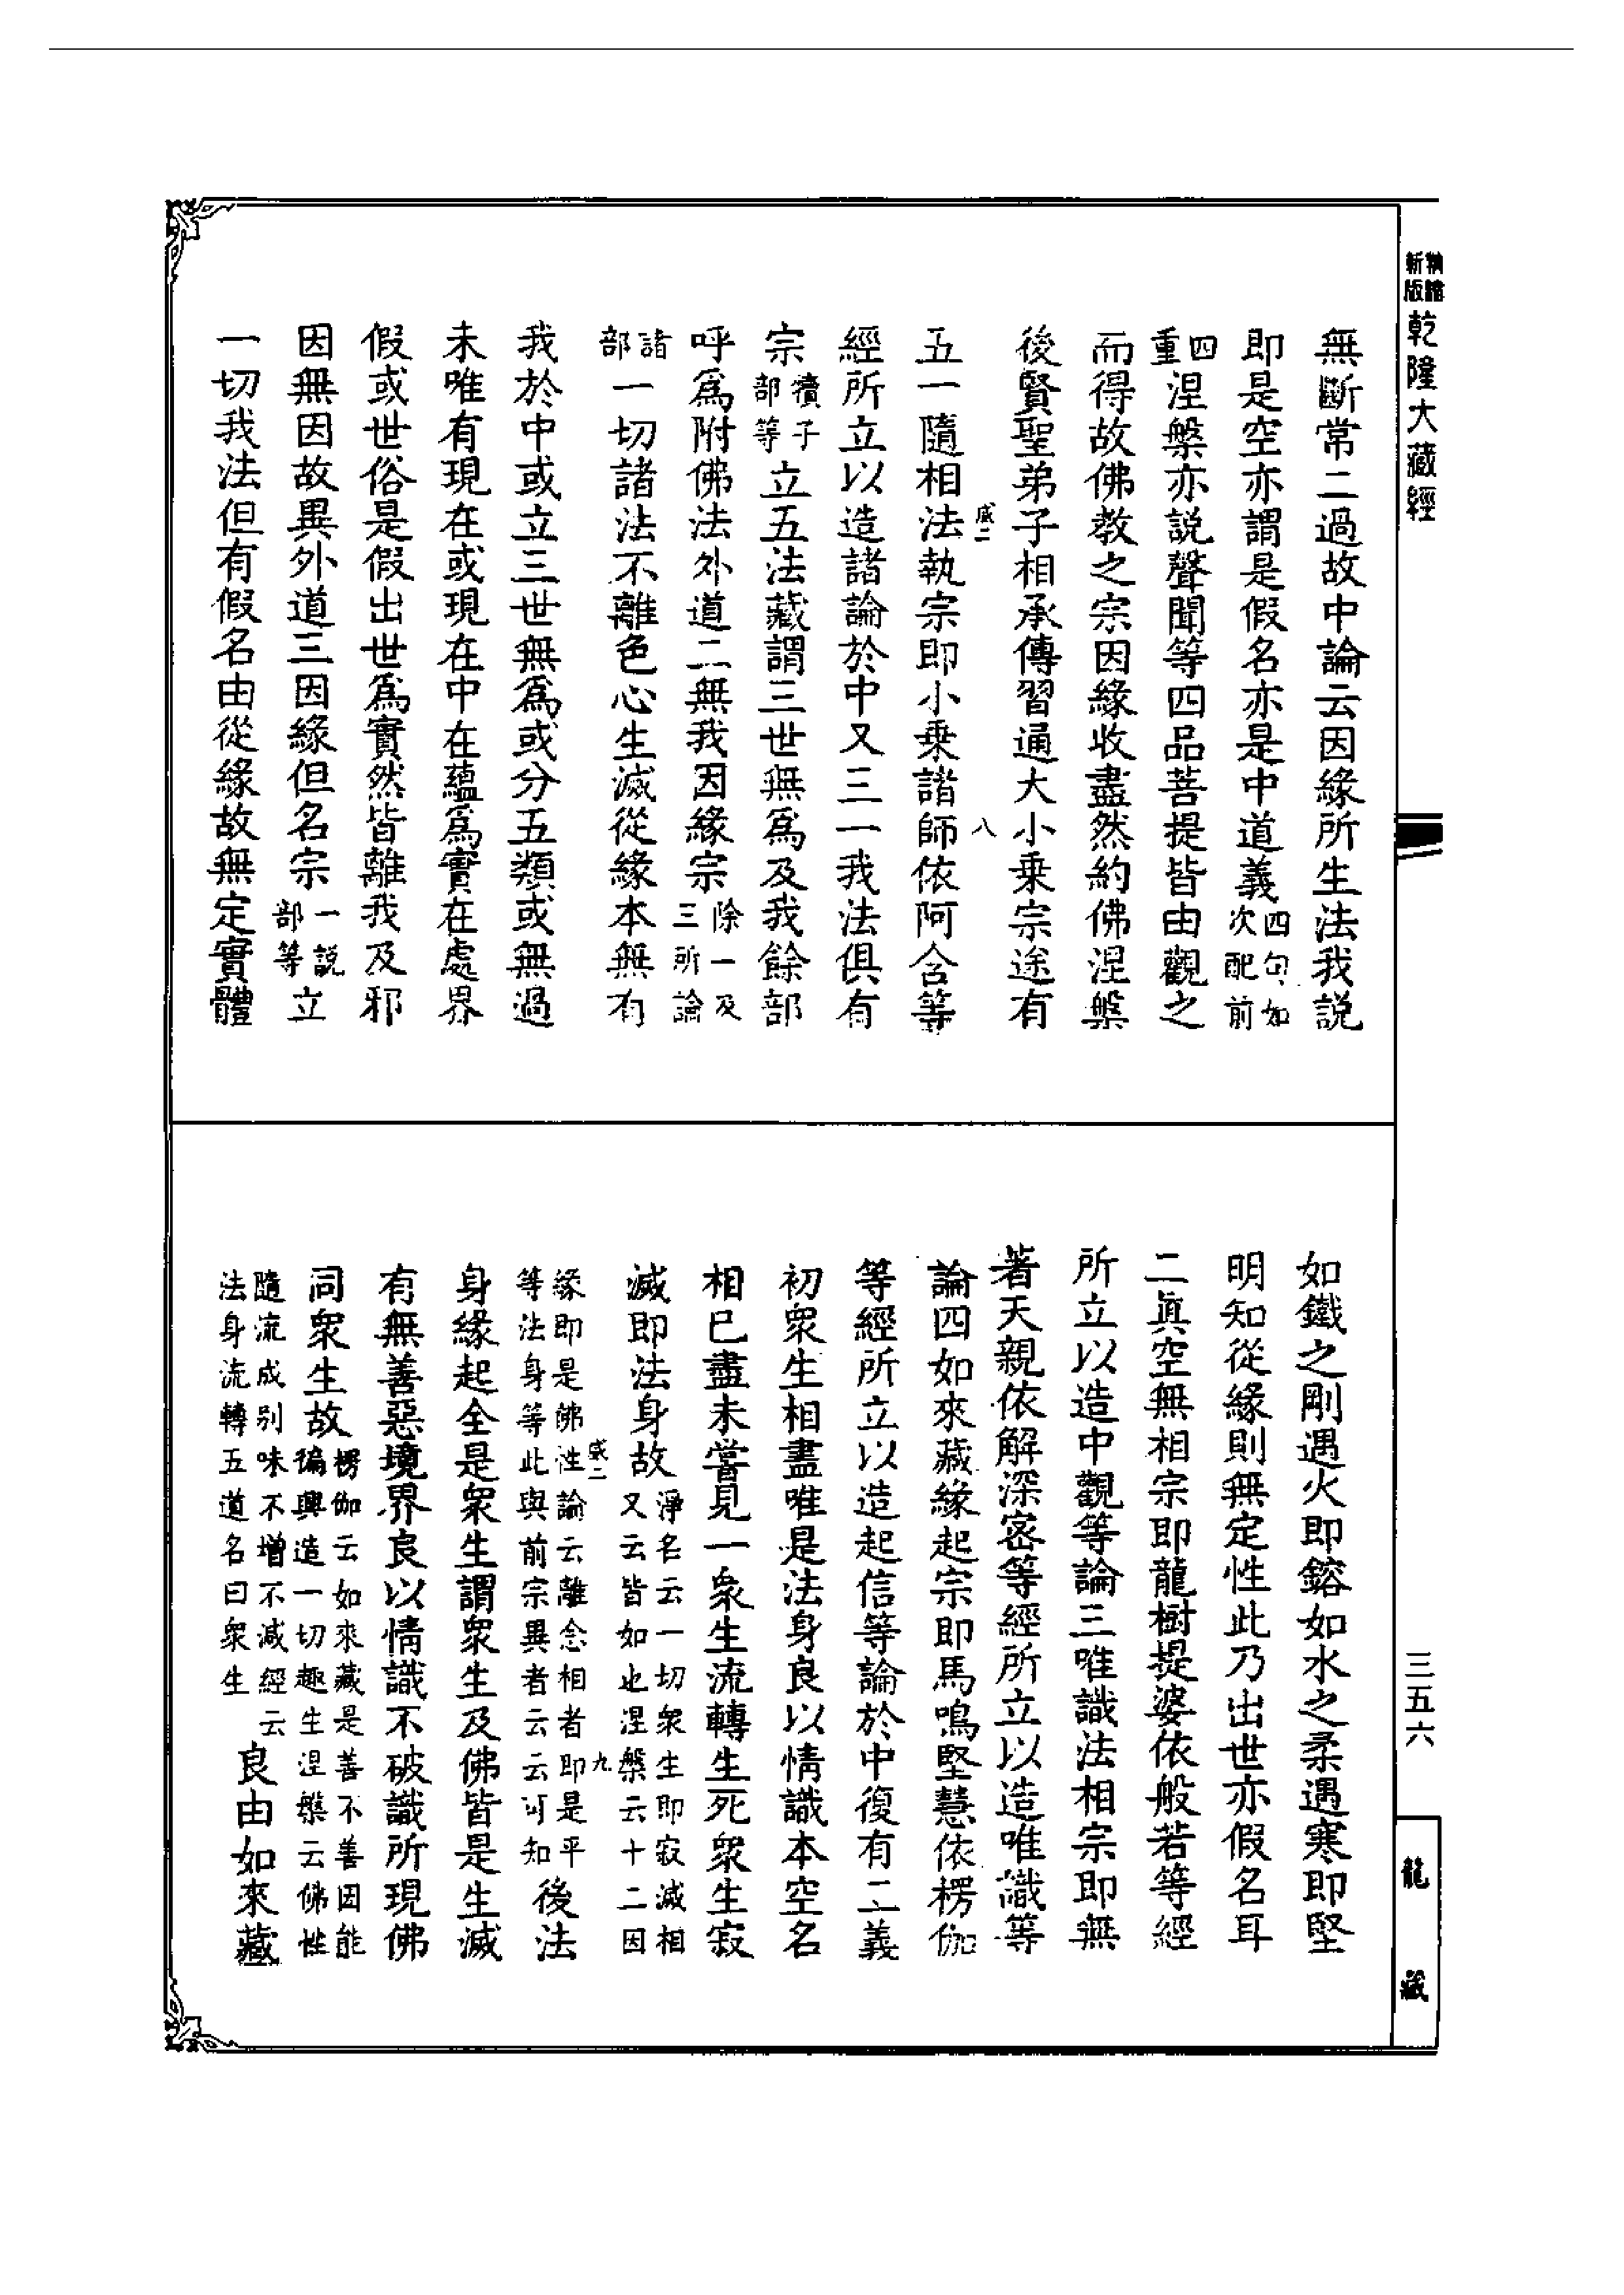 新版
乾隆大藏經
無斷常二過故中論云因緣所生法我說
即是空亦謂是假名亦是中道義四句如次配前
四重涅槃亦說聲聞等四品菩提皆由觀之
而得故佛教之宗因緣收盡然約佛涅槃
後賢聖弟子相承傳習通大小乗宗途有
五一隨相法執宗即小乗諸師依阿含等
經所立以造諸論於中又三一我法俱有
宗犢子部等立五法藏謂三世無爲及我餘部
呼爲附佛法外道二無我因緣宗除一及三所論
諸部一切諸法不離色心生滅從緣本無有
我於中或立三世無爲或分五類或無過
未唯有現在或現在中在蘊爲實在處界
假或世俗是假出世爲實然皆離我及邪
因無因故異外道三因緣但名宗一說部等立
一切我法但有假名由從緣故無定實體
如鐵之剛遇火即鎔如水之柔遇寒即堅
明知從緣則無定性此乃出世亦假名耳
二眞空無相宗即龍樹提婆依般若等經
所立以造中觀等論三唯識法相宗即無
著天親依解深密等經所立以造唯識等
論四如來藏緣起宗即馬鳴堅慧依楞伽
等經所立以造起信等論於中復有二義
初衆生相盡唯是法身良以情識本空名
相已盡未嘗見一衆生流轉生死衆生寂
滅即法身故淨名云一切衆生即寂滅相又云皆如也涅槃云十二因
緣即是佛性論云離念相者即是平等法身等此與前宗異者云云可知後法
身緣起全是衆生謂衆生及佛皆是生滅
有無善惡境界良以情識不破識所現佛
同衆生故楞伽云如來藏是善不善因能徧興造一切趣生涅槃云佛性
隨流成别味不增不減經云法身流轉五道名曰衆生良由如來藏
三五六
龍藏
八
九